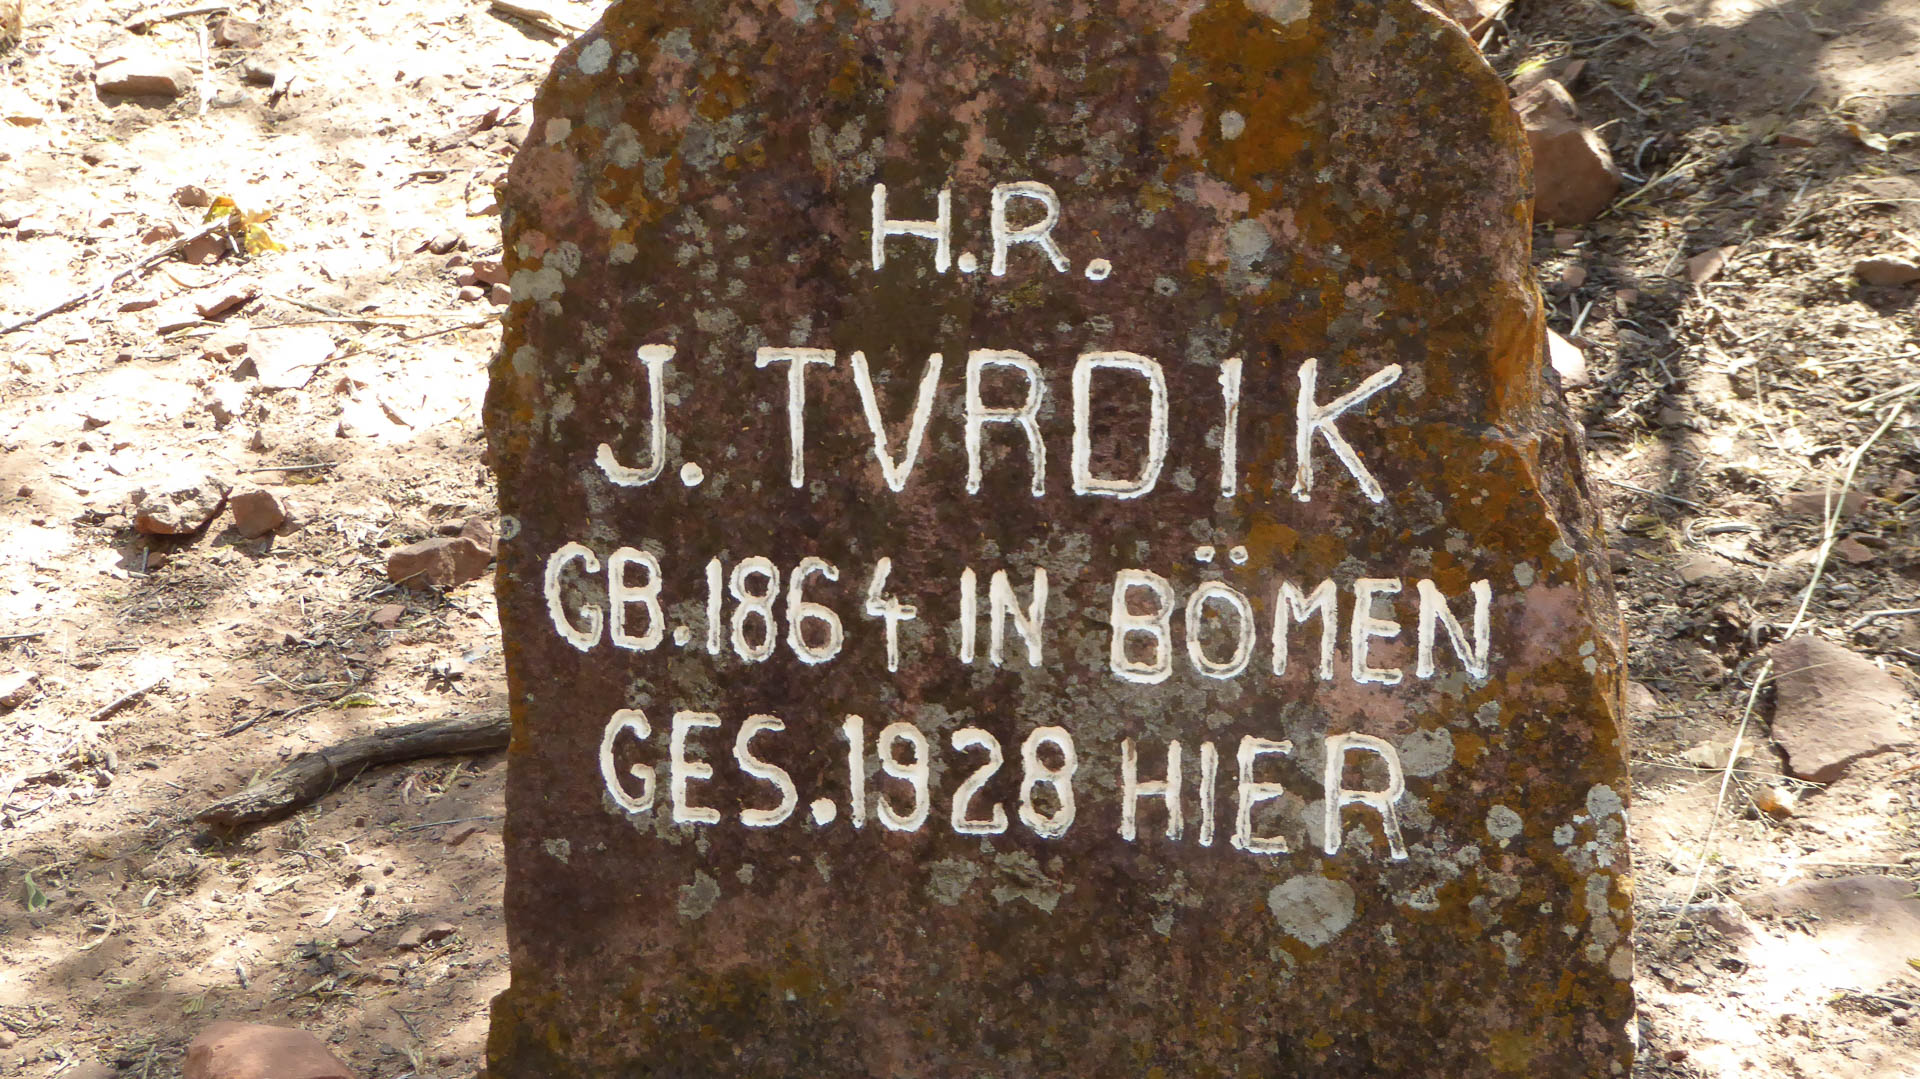 H.R.
J. TVRDIK
GB.1864 IN BÖMEN
GES.1928 HIER